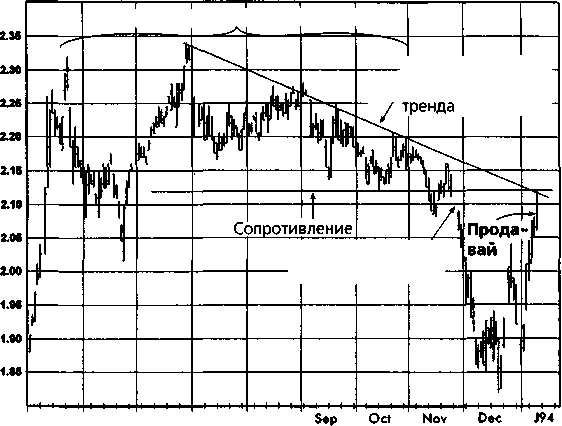 2.35
2.30
2.25
2.20
2.15
2.10
2.05
2.00
1.95
1.90
1.85
тренда
Сопротивление
Прода-
вай
Sep Oct Nov Dec J94